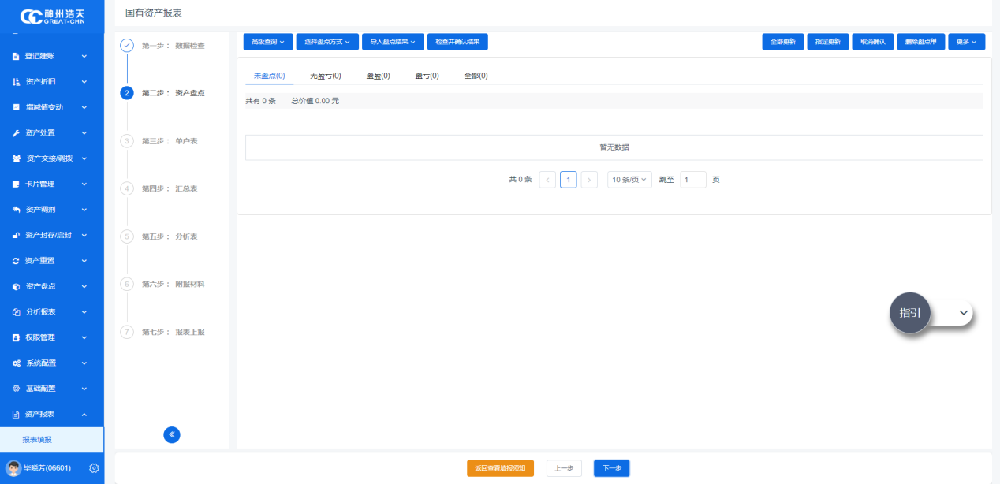 神州浩天
GREAT-CHN
登记建账
资产折旧
增减值变动
资产处置
资产交接/调拨
卡片管理
资产调剂
资产封存/启封
资产重置
资产盘点
分析报表
权限管理
系统配置
基础配置
资产报表
报表填报
毕晓芳(06601)
国有资产报表
第一步： 数据检查
2 第二步： 资产盘点
3 第三步： 单户表
4 第四步： 汇总表
5 第五步： 分析表
6 第六步： 附报材料
7 第七步： 报表上报
高级查询 选择盘点方式 导入盘点结果 检查并确认结果 全部更新 指定更新 取消确认 删除盘点单 更多
未盘点(0) 无盈亏(0) 盘盈(0) 盘亏(0) 全部(0)
共有 0 条 总价值 0.00 元
暂无数据
共 0 条 < 1 > 10 条/页 跳至 1 页
指引
返回查看填报须知 上一步 下一步